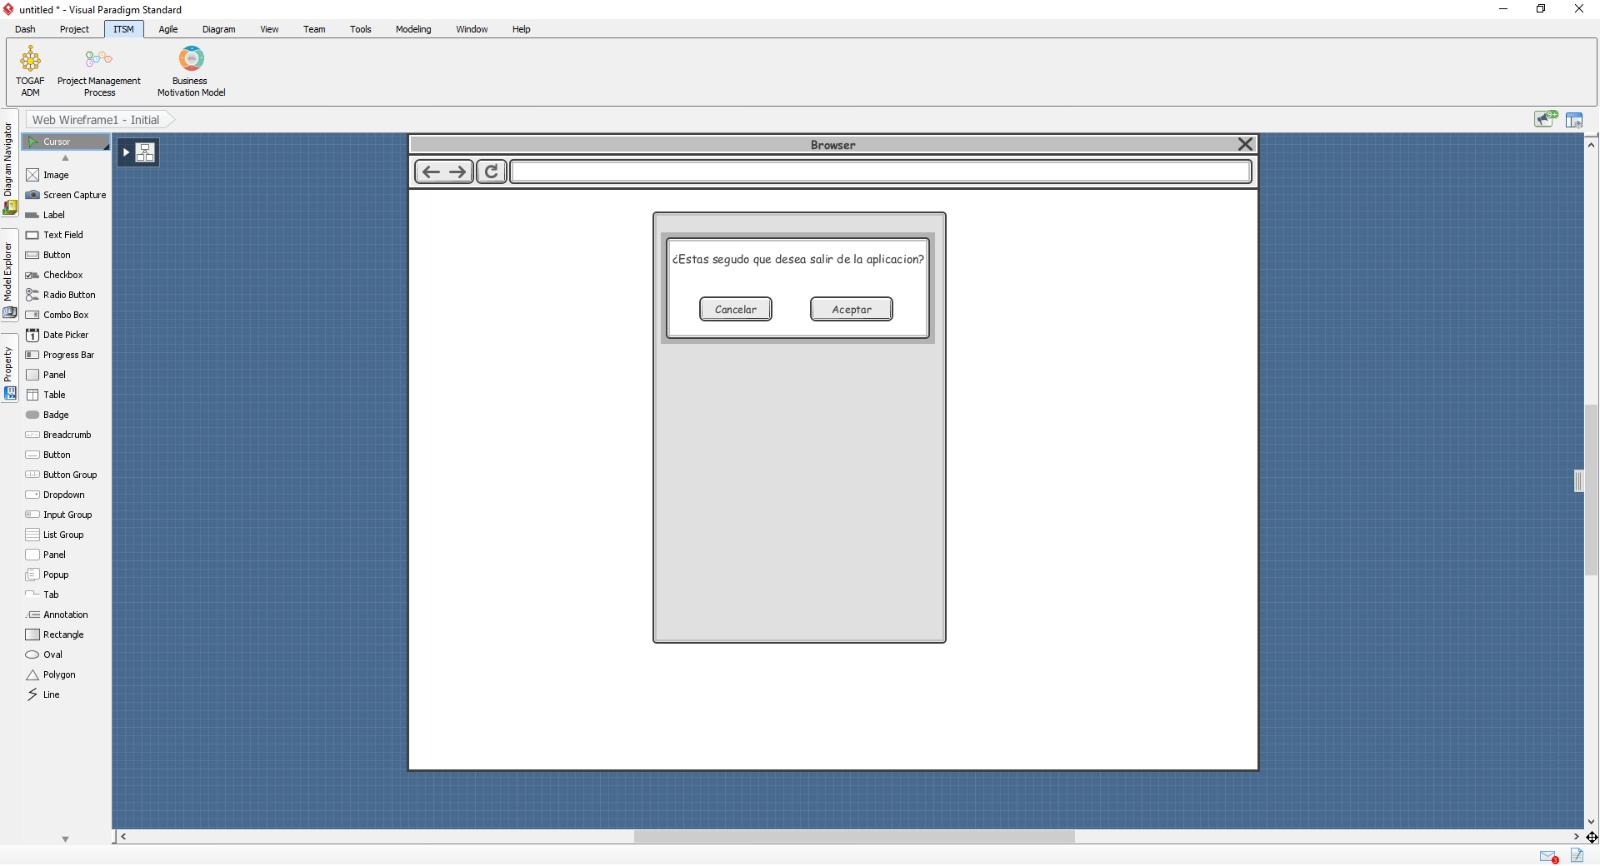 untitled * - Visual Paradigm Standard
Dash Project ITSM Agile Diagram View Team Tools Modeling Window Help
TOGAF ADM
Project Management Process
Business Motivation Model
Web Wireframe1 - Initial
Diagram Navigator
Model Explorer
Property
Cursor
Image
Screen Capture
Label
Text Field
Button
Checkbox
Radio Button
Combo Box
1
Date Picker
Progress Bar
Panel
Table
Badge
Breadcrumb
Button
Button Group
Dropdown
Input Group
List Group
Panel
Popup
Tab
Annotation
Rectangle
Oval
Polygon
Line
Browser
¿Estas segudo que desea salir de la aplicacion?
Cancelar Aceptar